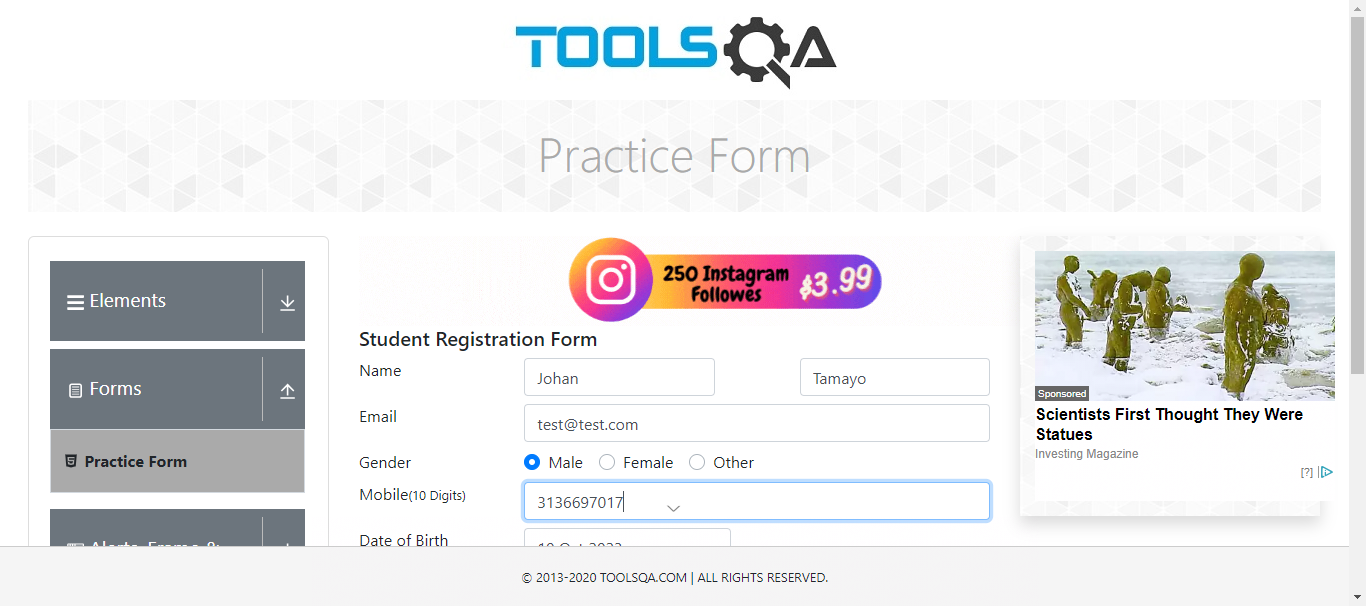 TOOLSQA
Practice Form
Elements
Forms
Practice Form
250 Instagram
Followes
$3.99
Student Registration Form
Name
Johan
Tamayo
Email
test@test.com
Gender
Male
Female
Other
Mobile(10 Digits)
3136697017
Date of Birth
Sponsored
Scientists First Thought They Were
Statues
Investing Magazine
[?]
© 2013-2020 TOOLSQA.COM | ALL RIGHTS RESERVED.